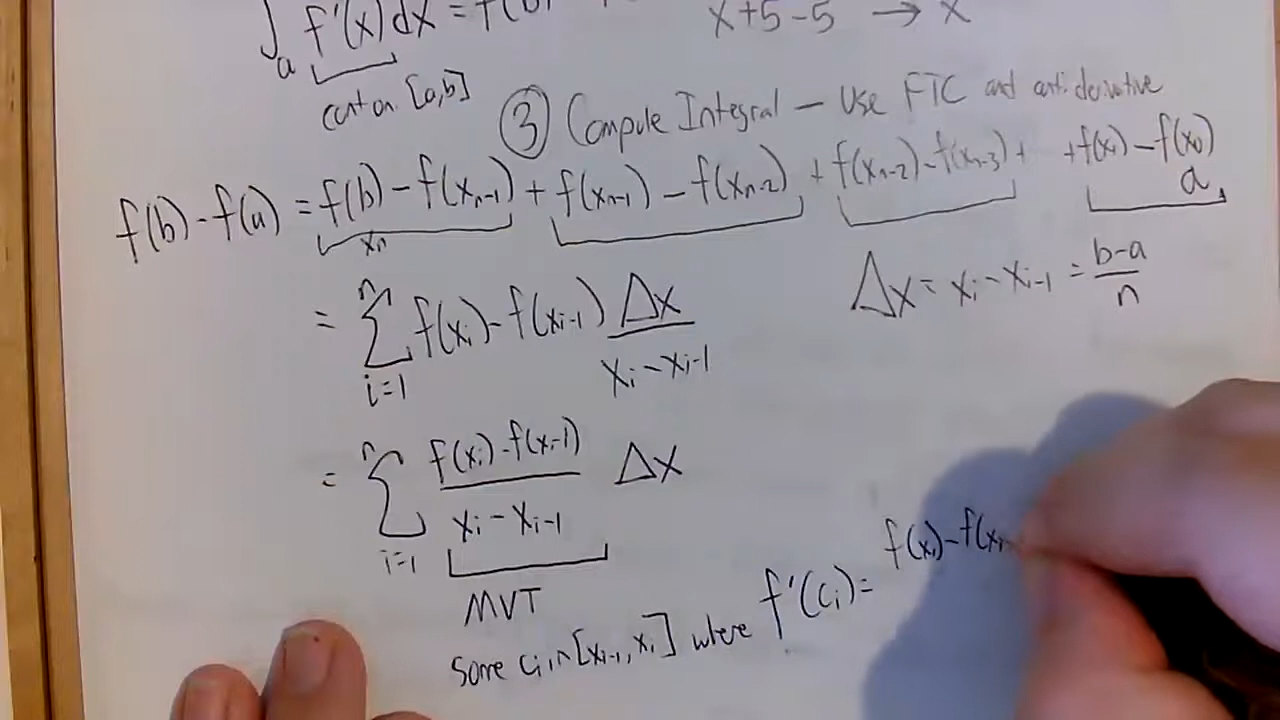 ∫ₐ f'(x)dx = f(b)
x+5-5 → x
cont on [a,b]
③ Compute Integral – Use FTC and antiderivative
f(b)-f(a) = f(b) - f(xₙ₋₁) + f(xₙ₋₁) - f(xₙ₋₂) + f(xₙ₋₂) - f(xₙ₋₃) + +f(x₁) - f(x₀)
xₙ a
= Σ f(xᵢ) - f(xᵢ₋₁) Δx / xᵢ - xᵢ₋₁
n
i=1
Δx = xᵢ - xᵢ₋₁ = b-a / n
= Σ f(xᵢ) - f(xᵢ₋₁) / xᵢ - xᵢ₋₁ Δx
n
i=1
MVT
some cᵢ in [xᵢ₋₁, xᵢ] where f'(cᵢ) = f(xᵢ) - f(xᵢ